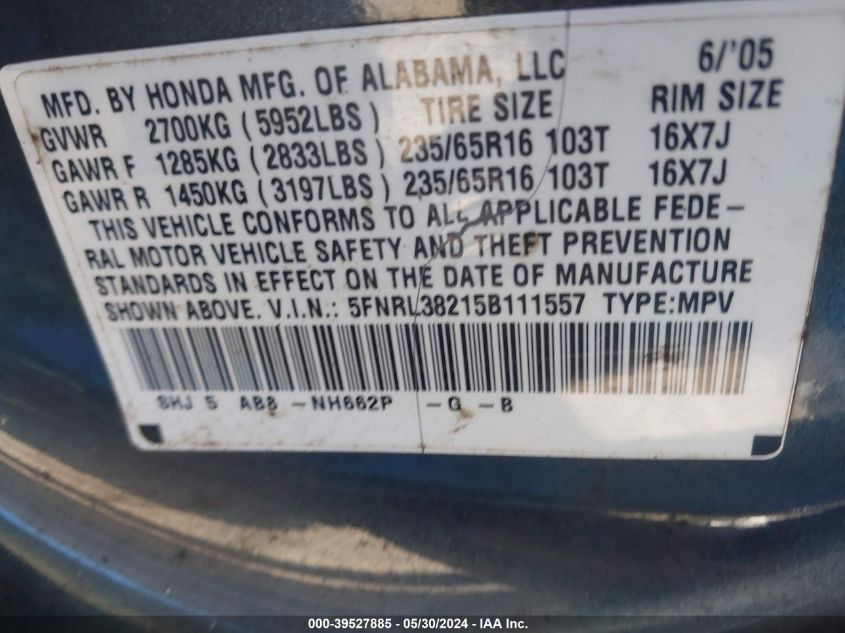 MFD. BY HONDA MFG. OF ALABAMA, LLC 6/'05
GVWR 2700KG (5952LBS) TIRE SIZE RIM SIZE
GAWR F 1285KG (2833LBS) 235/65R16 103T 16X7J
GAWR R 1450KG (3197LBS) 235/65R16 103T 16X7J
THIS VEHICLE CONFORMS TO ALL APPLICABLE FEDE-
RAL MOTOR VEHICLE SAFETY AND THEFT PREVENTION
STANDARDS IN EFFECT ON THE DATE OF MANUFACTURE
SHOWN ABOVE. V.I.N.: 5FNRL38215B111557 TYPE:MPV
SHJ 5 AB8 -NH662P -G -B
000-39527885 / 05/30/2024 - IAA Inc.